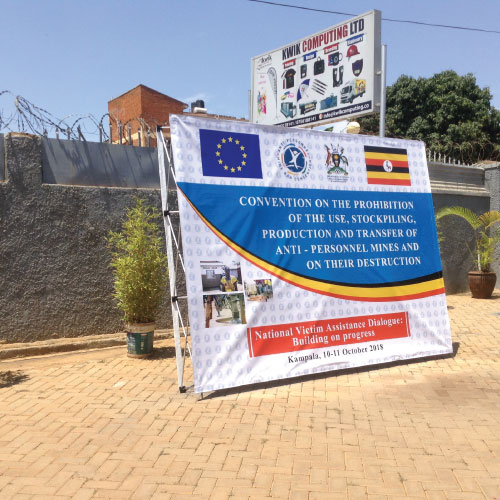 KWIK COMPUTING LTD
CONVENTION ON THE PROHIBITION
OF THE USE, STOCKPILING,
PRODUCTION AND TRANSFER OF
ANTI - PERSONNEL MINES AND
ON THEIR DESTRUCTION
National Victim Assistance Dialogue:
Building on progress
Kampala, 10-11 October 2018